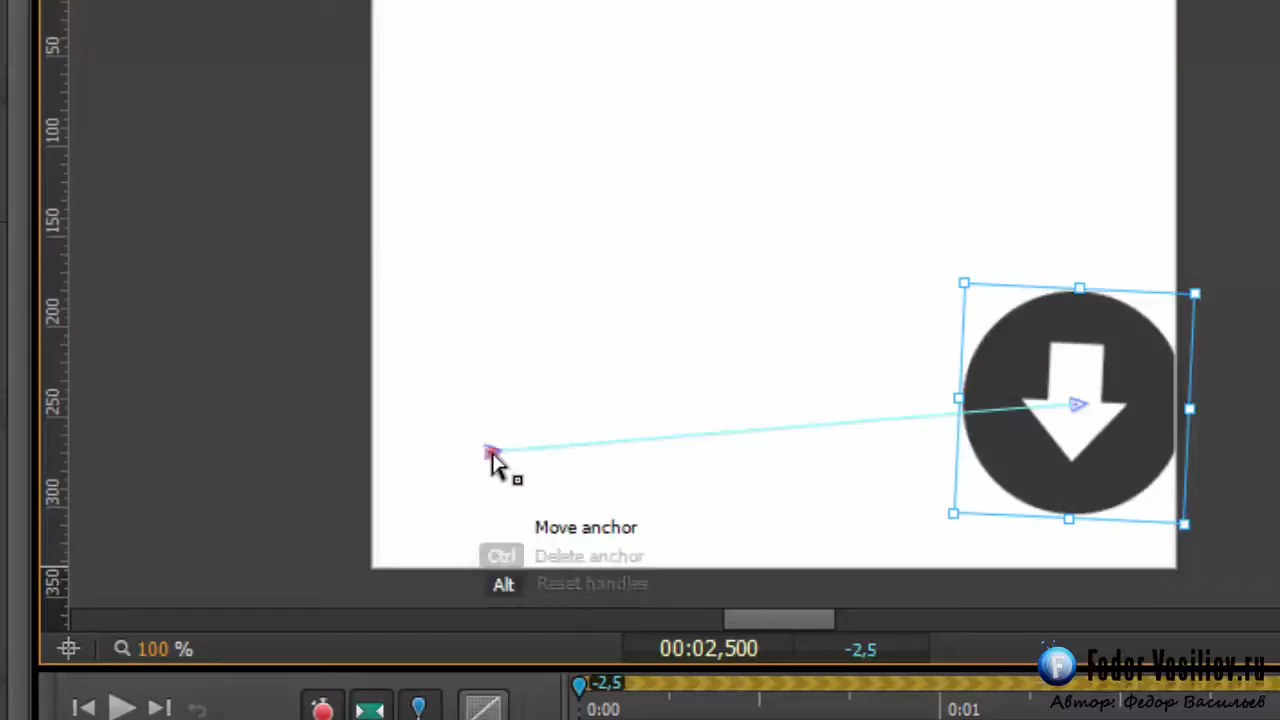 50
100
150
200
250
300
350
Move anchor
Ctrl Delete anchor
Alt Reset handles
100 %
00:02,500
-2,5
-2,5
0:00
0:01
Fedor Vasiliov.ru
Автор: Федор Васильев